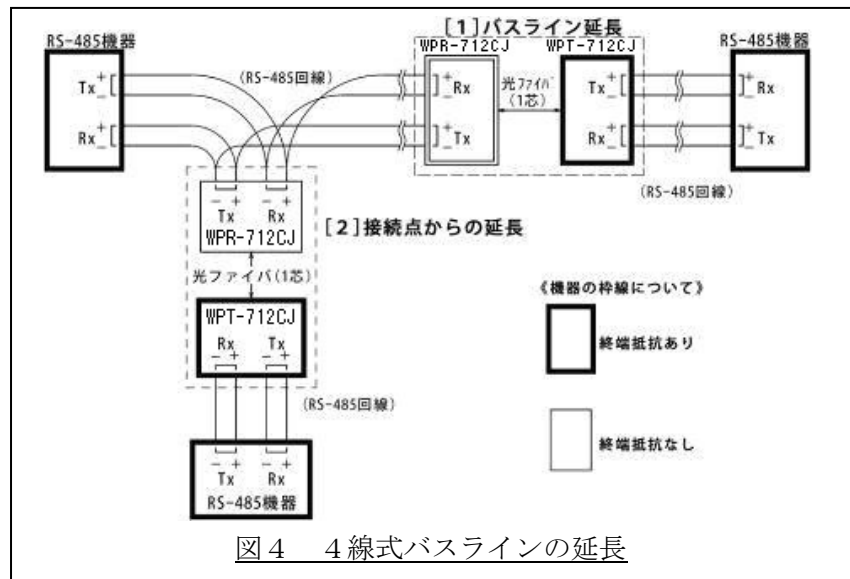 [1]バスライン延長
RS-485機器
WPR-712CJ
WPT-712CJ
RS-485機器
(RS-485回線)
Tx + −
Rx + −
+ − Rx
+ − Tx
光ファイバ
(1芯)
Tx + −
Rx + −
+ − Rx
+ − Tx
(RS-485回線)
− + − +
Tx Rx
WPR-712CJ
[2]接続点からの延長
光ファイバ(1芯)
WPT-712CJ
Rx Tx
− + − +
(RS-485回線)
− + − +
Tx Rx
RS-485機器
《機器の枠線について》
終端抵抗あり
終端抵抗なし
図4 4線式バスラインの延長